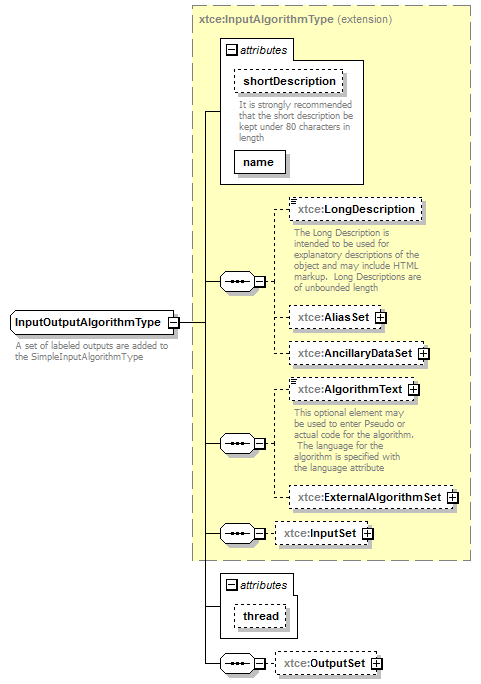 xtce:InputAlgorithmType (extension)
attributes
shortDescription
It is strongly recommended
that the short description be
kept under 80 characters in
length
name
xtce:LongDescription
The Long Description is
intended to be used for
explanatory descriptions of the
object and may include HTML
markup.  Long Descriptions are
of unbounded length
xtce:AliasSet
InputOutputAlgorithmType
A set of labeled outputs are added to
the SimpleInputAlgorithmType
xtce:AncillaryDataSet
xtce:AlgorithmText
This optional element may
be used to enter Pseudo or
actual code for the algorithm.
The language for the
algorithm is specified with
the language attribute
xtce:ExternalAlgorithmSet
xtce:InputSet
attributes
thread
xtce:OutputSet